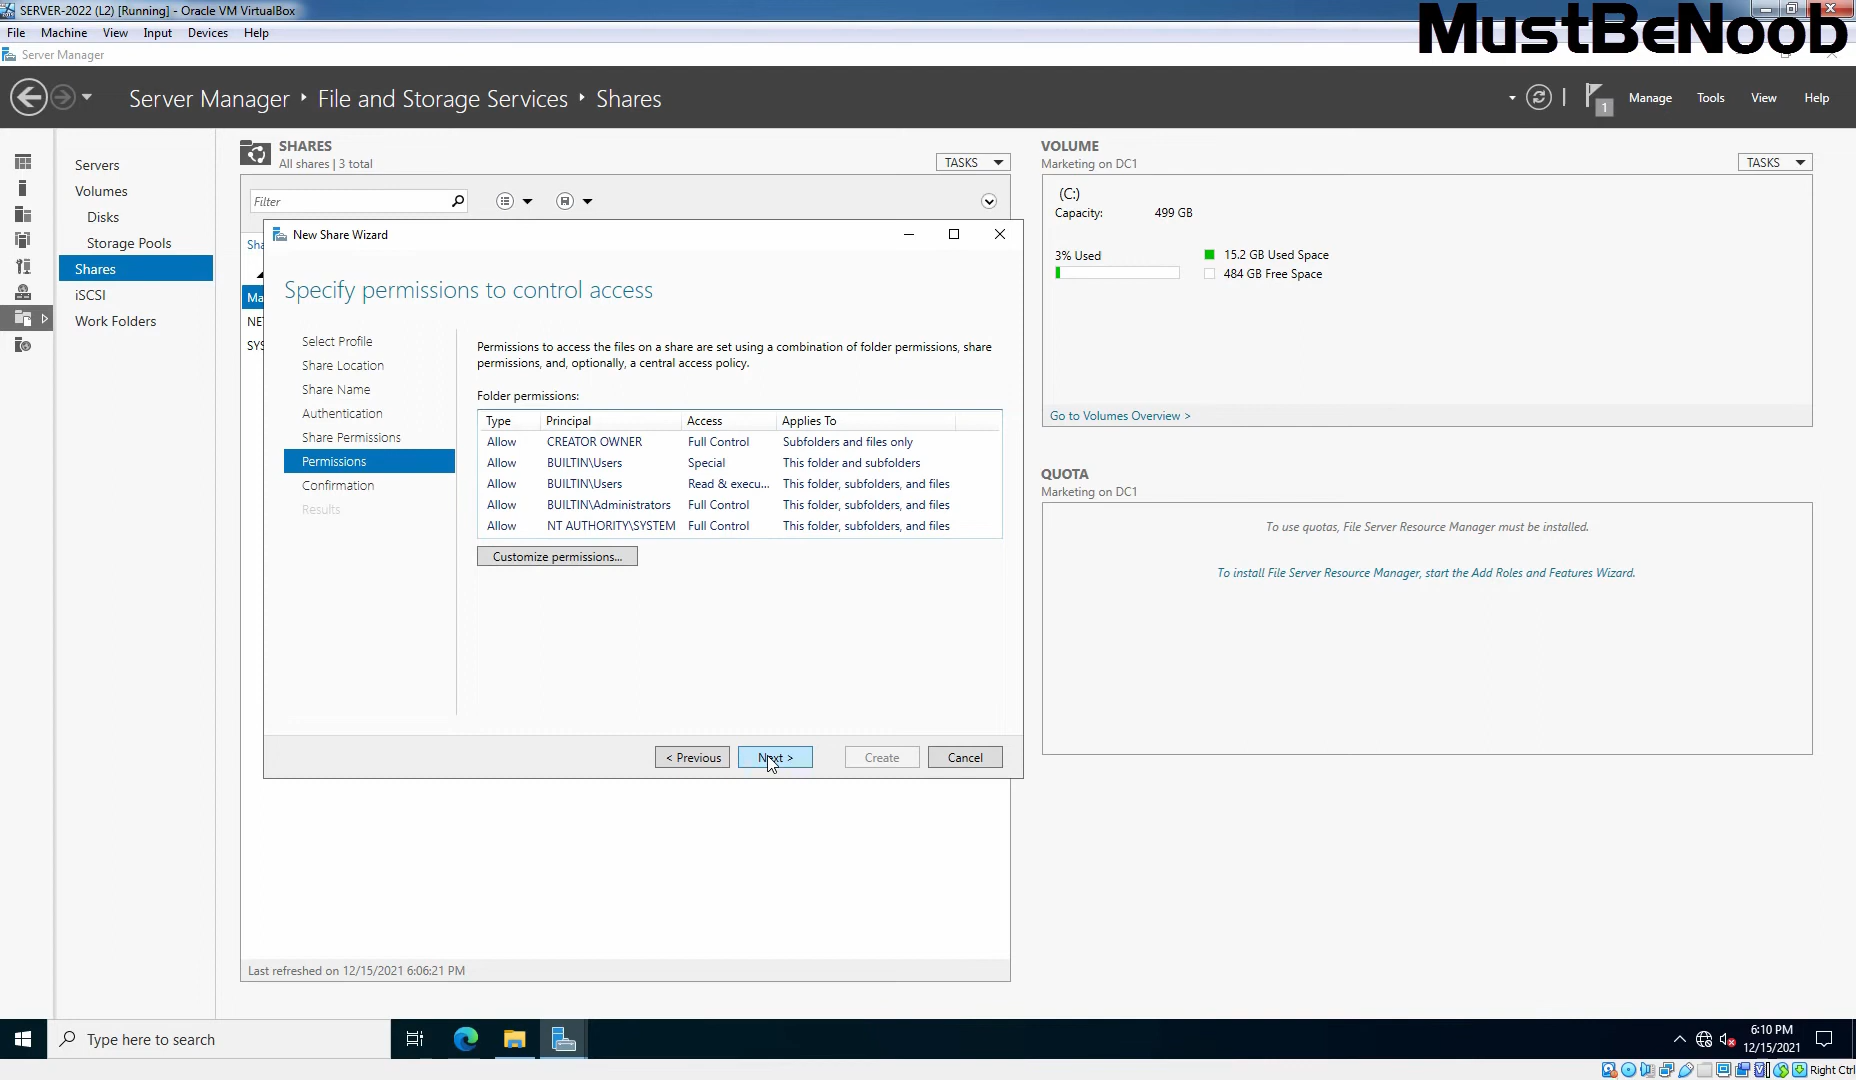 SERVER-2022 (L2) [Running] - Oracle VM VirtualBox
File Machine View Input Devices Help
MustBeNoob
Server Manager
Server Manager ‣ File and Storage Services ‣ Shares
1
Manage Tools View Help
Servers
Volumes
Disks
Storage Pools
Shares
iSCSI
Work Folders
SHARES
All shares | 3 total
TASKS
Filter
Sha
Ma
NE
SYS
New Share Wizard
Specify permissions to control access
Select Profile
Share Location
Share Name
Authentication
Share Permissions
Permissions
Confirmation
Results
Permissions to access the files on a share are set using a combination of folder permissions, share
permissions, and, optionally, a central access policy.
Folder permissions:
Type Principal Access Applies To
Allow CREATOR OWNER Full Control Subfolders and files only
Allow BUILTIN\Users Special This folder and subfolders
Allow BUILTIN\Users Read & execu... This folder, subfolders, and files
Allow BUILTIN\Administrators Full Control This folder, subfolders, and files
Allow NT AUTHORITY\SYSTEM Full Control This folder, subfolders, and files
Customize permissions...
< Previous Next > Create Cancel
Last refreshed on 12/15/2021 6:06:21 PM
VOLUME
Marketing on DC1
TASKS
(C:)
Capacity: 499 GB
3% Used
15.2 GB Used Space
484 GB Free Space
Go to Volumes Overview >
QUOTA
Marketing on DC1
To use quotas, File Server Resource Manager must be installed.
To install File Server Resource Manager, start the Add Roles and Features Wizard.
Type here to search
6:10 PM
12/15/2021
Right Ctrl